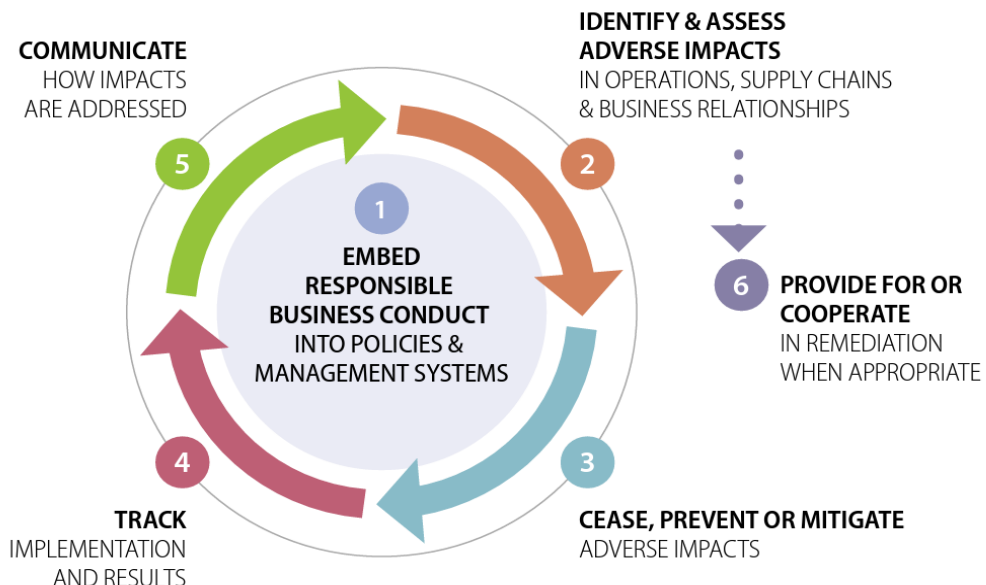 1
EMBED
RESPONSIBLE
BUSINESS CONDUCT
INTO POLICIES &
MANAGEMENT SYSTEMS
2
IDENTIFY & ASSESS
ADVERSE IMPACTS
IN OPERATIONS, SUPPLY CHAINS
& BUSINESS RELATIONSHIPS
3
CEASE, PREVENT OR MITIGATE
ADVERSE IMPACTS
4
TRACK
IMPLEMENTATION
AND RESULTS
5
COMMUNICATE
HOW IMPACTS
ARE ADDRESSED
6
PROVIDE FOR OR
COOPERATE
IN REMEDIATION
WHEN APPROPRIATE